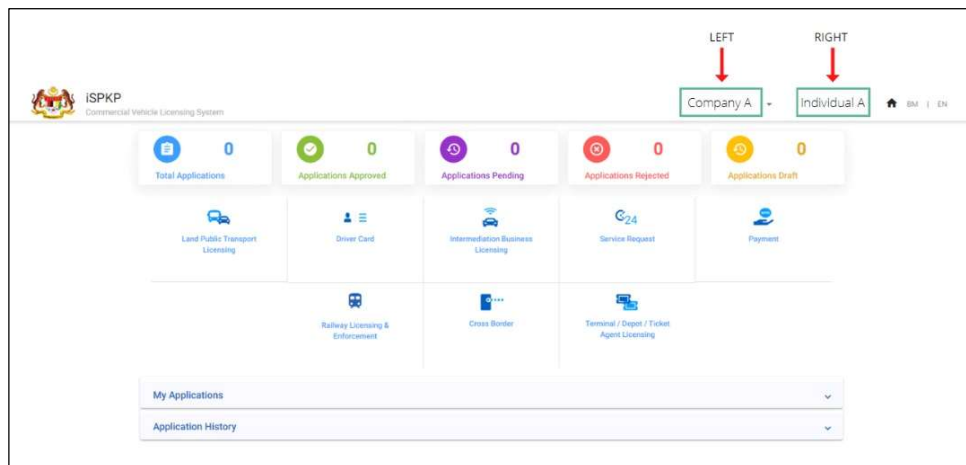 LEFT RIGHT
iSPKP
Commercial Vehicle Licensing System
Company A Individual A BM | EN
0 0 0 0 0
Total Applications Applications Approved Applications Pending Applications Rejected Applications Draft
24
Land Public Transport
Licensing
Driver Card
Intermediation Business
Licensing
Service Request
Payment
Railway Licensing &
Enforcement
Cross Border
Terminal / Depot / Ticket
Agent Licensing
My Applications
Application History